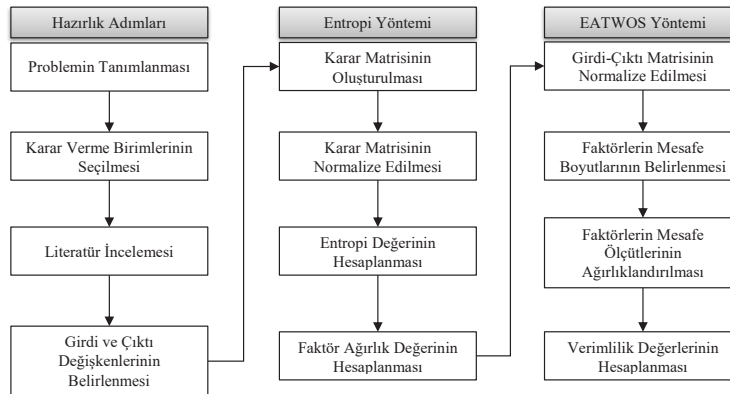 Hazırlık Adımları
Problemin Tanımlanması
Karar Verme Birimlerinin
Seçilmesi
Literatür İncelemesi
Girdi ve Çıktı
Değişkenlerinin
Belirlenmesi
Entropi Yöntemi
Karar Matrisinin
Oluşturulması
Karar Matrisinin
Normalize Edilmesi
Entropi Değerinin
Hesaplanması
Faktör Ağırlık Değerinin
Hesaplanması
EATWOS Yöntemi
Girdi-Çıktı Matrisinin
Normalize Edilmesi
Faktörlerin Mesafe
Boyutlarının Belirlenmesi
Faktörlerin Mesafe
Ölçütlerinin
Ağırlıklandırılması
Verimlilik Değerlerinin
Hesaplanması